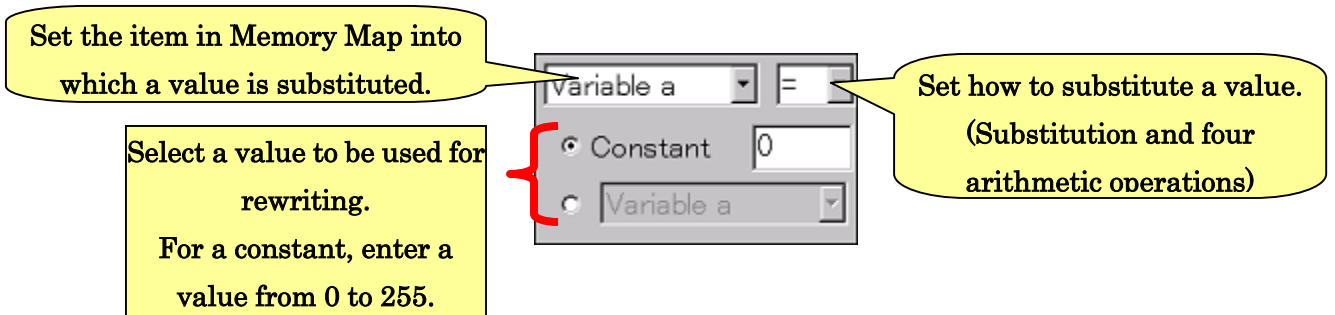 Set the item in Memory Map into
which a value is substituted.
Variable a
=
Set how to substitute a value.
(Substitution and four
arithmetic operations)
Select a value to be used for
rewriting.
For a constant, enter a
value from 0 to 255.
Constant
0
Variable a